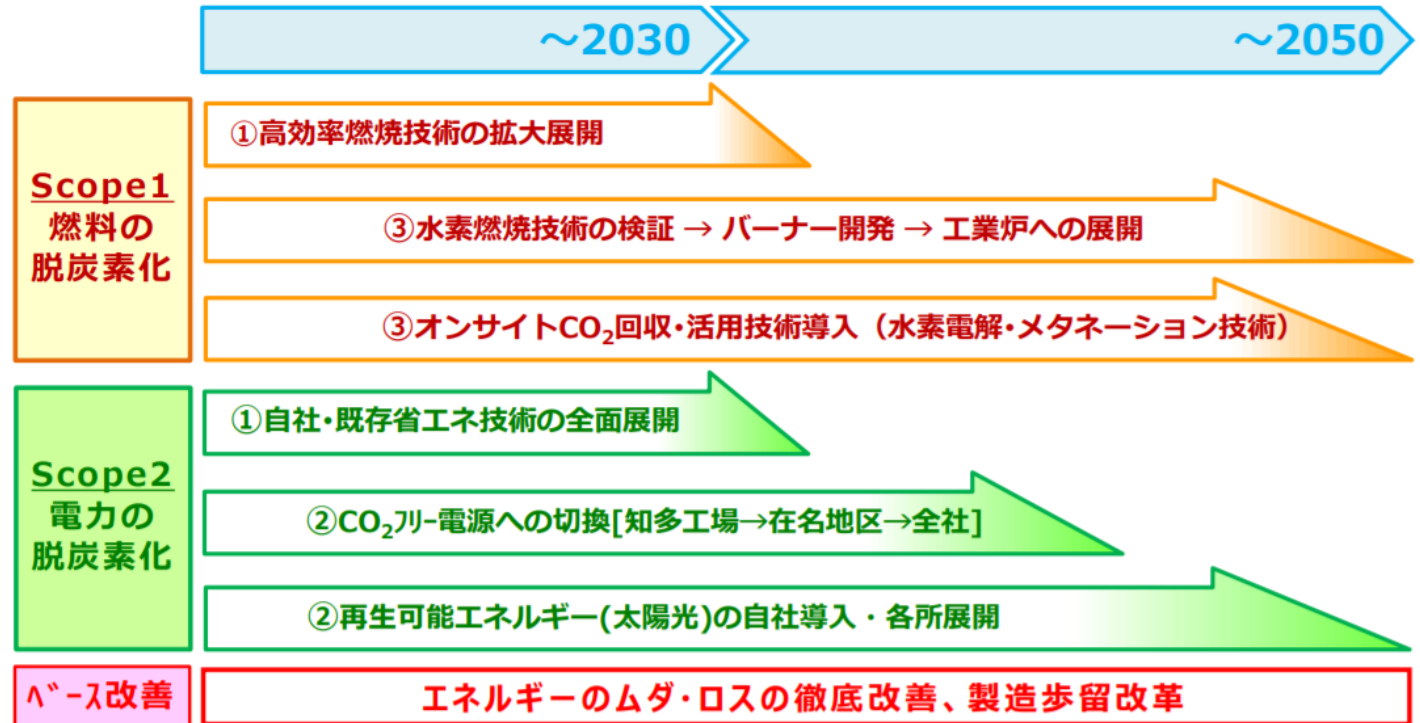 ～2030
～2050
Scope1
燃料の
脱炭素化
①高効率燃焼技術の拡大展開
③水素燃焼技術の検証 → バーナー開発 → 工業炉への展開
③オンサイトCO₂回収・活用技術導入（水素電解・メタネーション技術）
Scope2
電力の
脱炭素化
①自社・既存省エネ技術の全面展開
②CO₂ﾌﾘｰ電源への切換[知多工場→在名地区→全社]
②再生可能エネルギー(太陽光)の自社導入・各所展開
ﾍﾞｰｽ改善
エネルギーのムダ・ロスの徹底改善、製造歩留改革